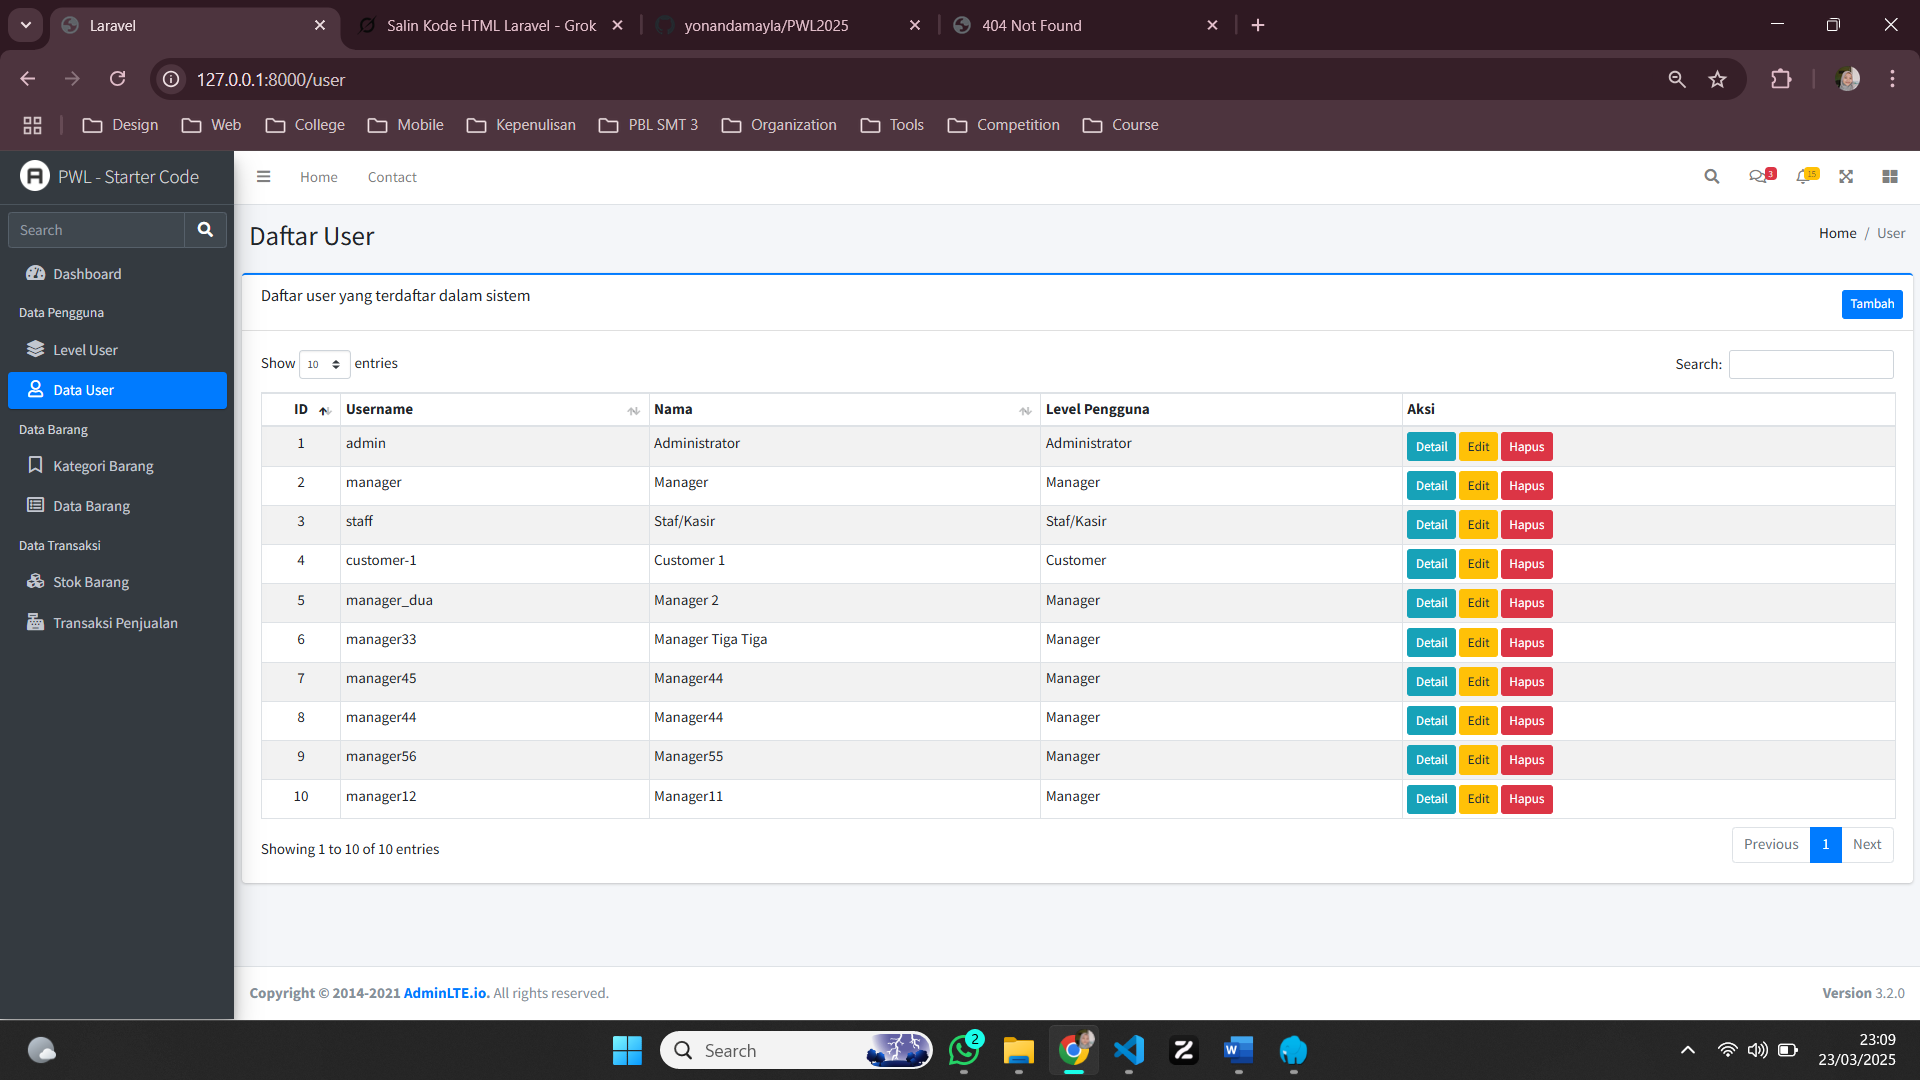 Laravel
Salin Kode HTML Laravel - Grok
yonandamayla/PWL2025
404 Not Found
127.0.0.1:8000/user
Design
Web
College
Mobile
Kepenulisan
PBL SMT 3
Organization
Tools
Competition
Course
PWL - Starter Code
Home
Contact
3
15
Search
Dashboard
Data Pengguna
Level User
Data User
Data Barang
Kategori Barang
Data Barang
Data Transaksi
Stok Barang
Transaksi Penjualan
Daftar User
Home / User
Daftar user yang terdaftar dalam sistem
Tambah
Show 10 entries
Search:
ID Username Nama Level Pengguna Aksi
1 admin Administrator Administrator Detail Edit Hapus
2 manager Manager Manager Detail Edit Hapus
3 staff Staf/Kasir Staf/Kasir Detail Edit Hapus
4 customer-1 Customer 1 Customer Detail Edit Hapus
5 manager_dua Manager 2 Manager Detail Edit Hapus
6 manager33 Manager Tiga Tiga Manager Detail Edit Hapus
7 manager45 Manager44 Manager Detail Edit Hapus
8 manager44 Manager44 Manager Detail Edit Hapus
9 manager56 Manager55 Manager Detail Edit Hapus
10 manager12 Manager11 Manager Detail Edit Hapus
Showing 1 to 10 of 10 entries
Previous 1 Next
Copyright © 2014-2021 AdminLTE.io. All rights reserved.
Version 3.2.0
Search
2
23:09
23/03/2025